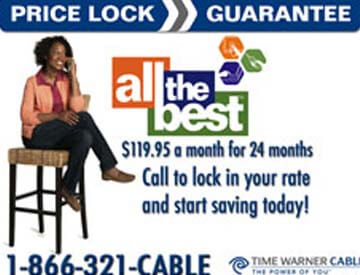 PRICE LOCK GUARANTEE
all the best
$119.95 a month for 24 months
Call to lock in your rate
and start saving today!
1-866-321-CABLE
TIME WARNER CABL
THE POWER OF YOU